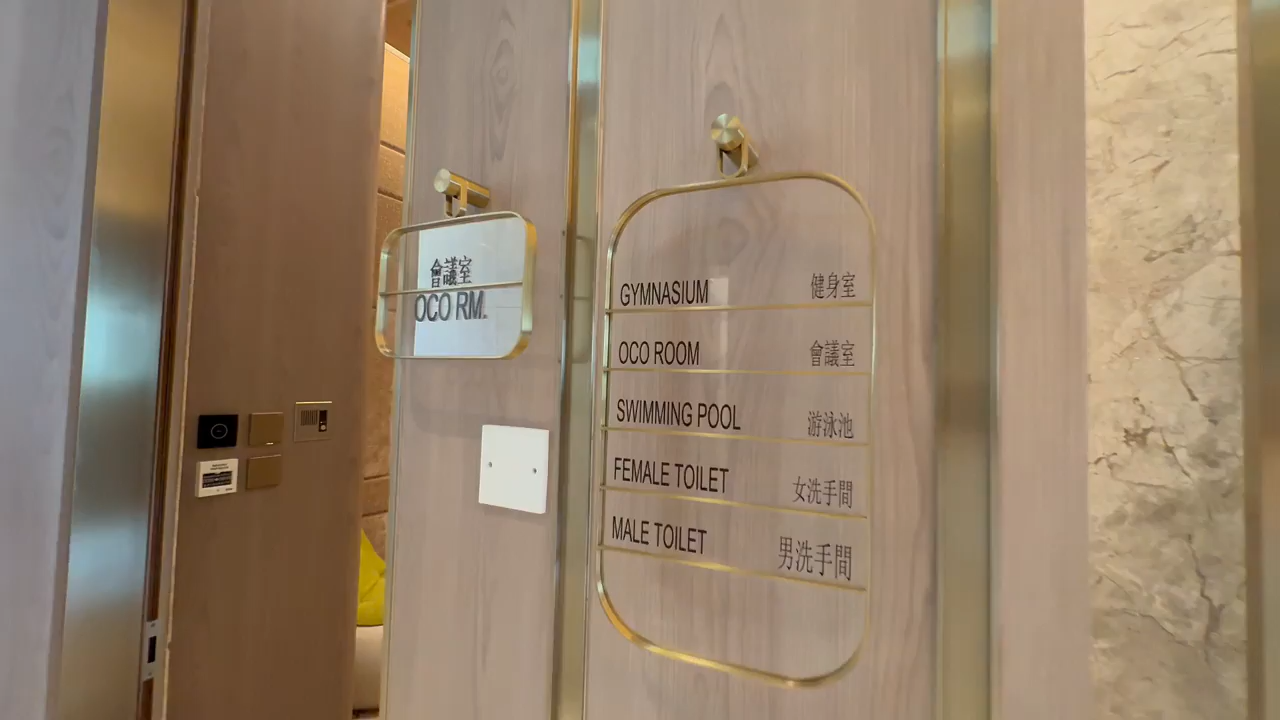 會議室
OCO RM.
GYMNASIUM 健身室
OCO ROOM 會議室
SWIMMING POOL 游泳池
FEMALE TOILET 女洗手間
MALE TOILET 男洗手間